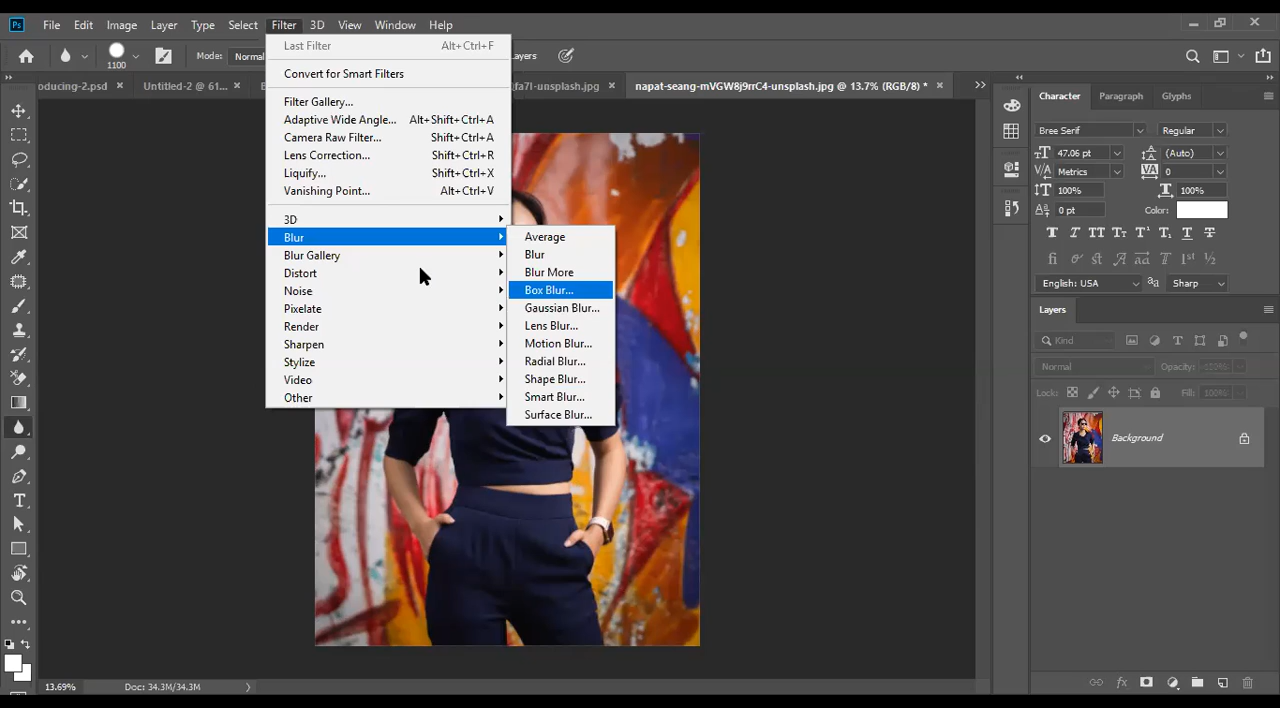 Ps File Edit Image Layer Type Select Filter 3D View Window Help
1100 Mode: Normal Layers
oducing-2.psd × Untitled-2 @ 61... × fa7I-unsplash.jpg × napat-seang-mVGW8j9rrC4-unsplash.jpg @ 13.7% (RGB/8) * ×
Last Filter Alt+Ctrl+F
Convert for Smart Filters
Filter Gallery...
Adaptive Wide Angle... Alt+Shift+Ctrl+A
Camera Raw Filter... Shift+Ctrl+A
Lens Correction... Shift+Ctrl+R
Liquify... Shift+Ctrl+X
Vanishing Point... Alt+Ctrl+V
3D
Blur
Blur Gallery
Distort
Noise
Pixelate
Render
Sharpen
Stylize
Video
Other
Average
Blur
Blur More
Box Blur...
Gaussian Blur...
Lens Blur...
Motion Blur...
Radial Blur...
Shape Blur...
Smart Blur...
Surface Blur...
Character Paragraph Glyphs
Bree Serif Regular
47.06 pt (Auto)
Metrics 0
100% 100%
0 pt Color:
English: USA Sharp
Layers
Kind
Normal Opacity: 100%
Lock: Fill: 100%
Background
13.69% Doc: 34.3M/34.3M